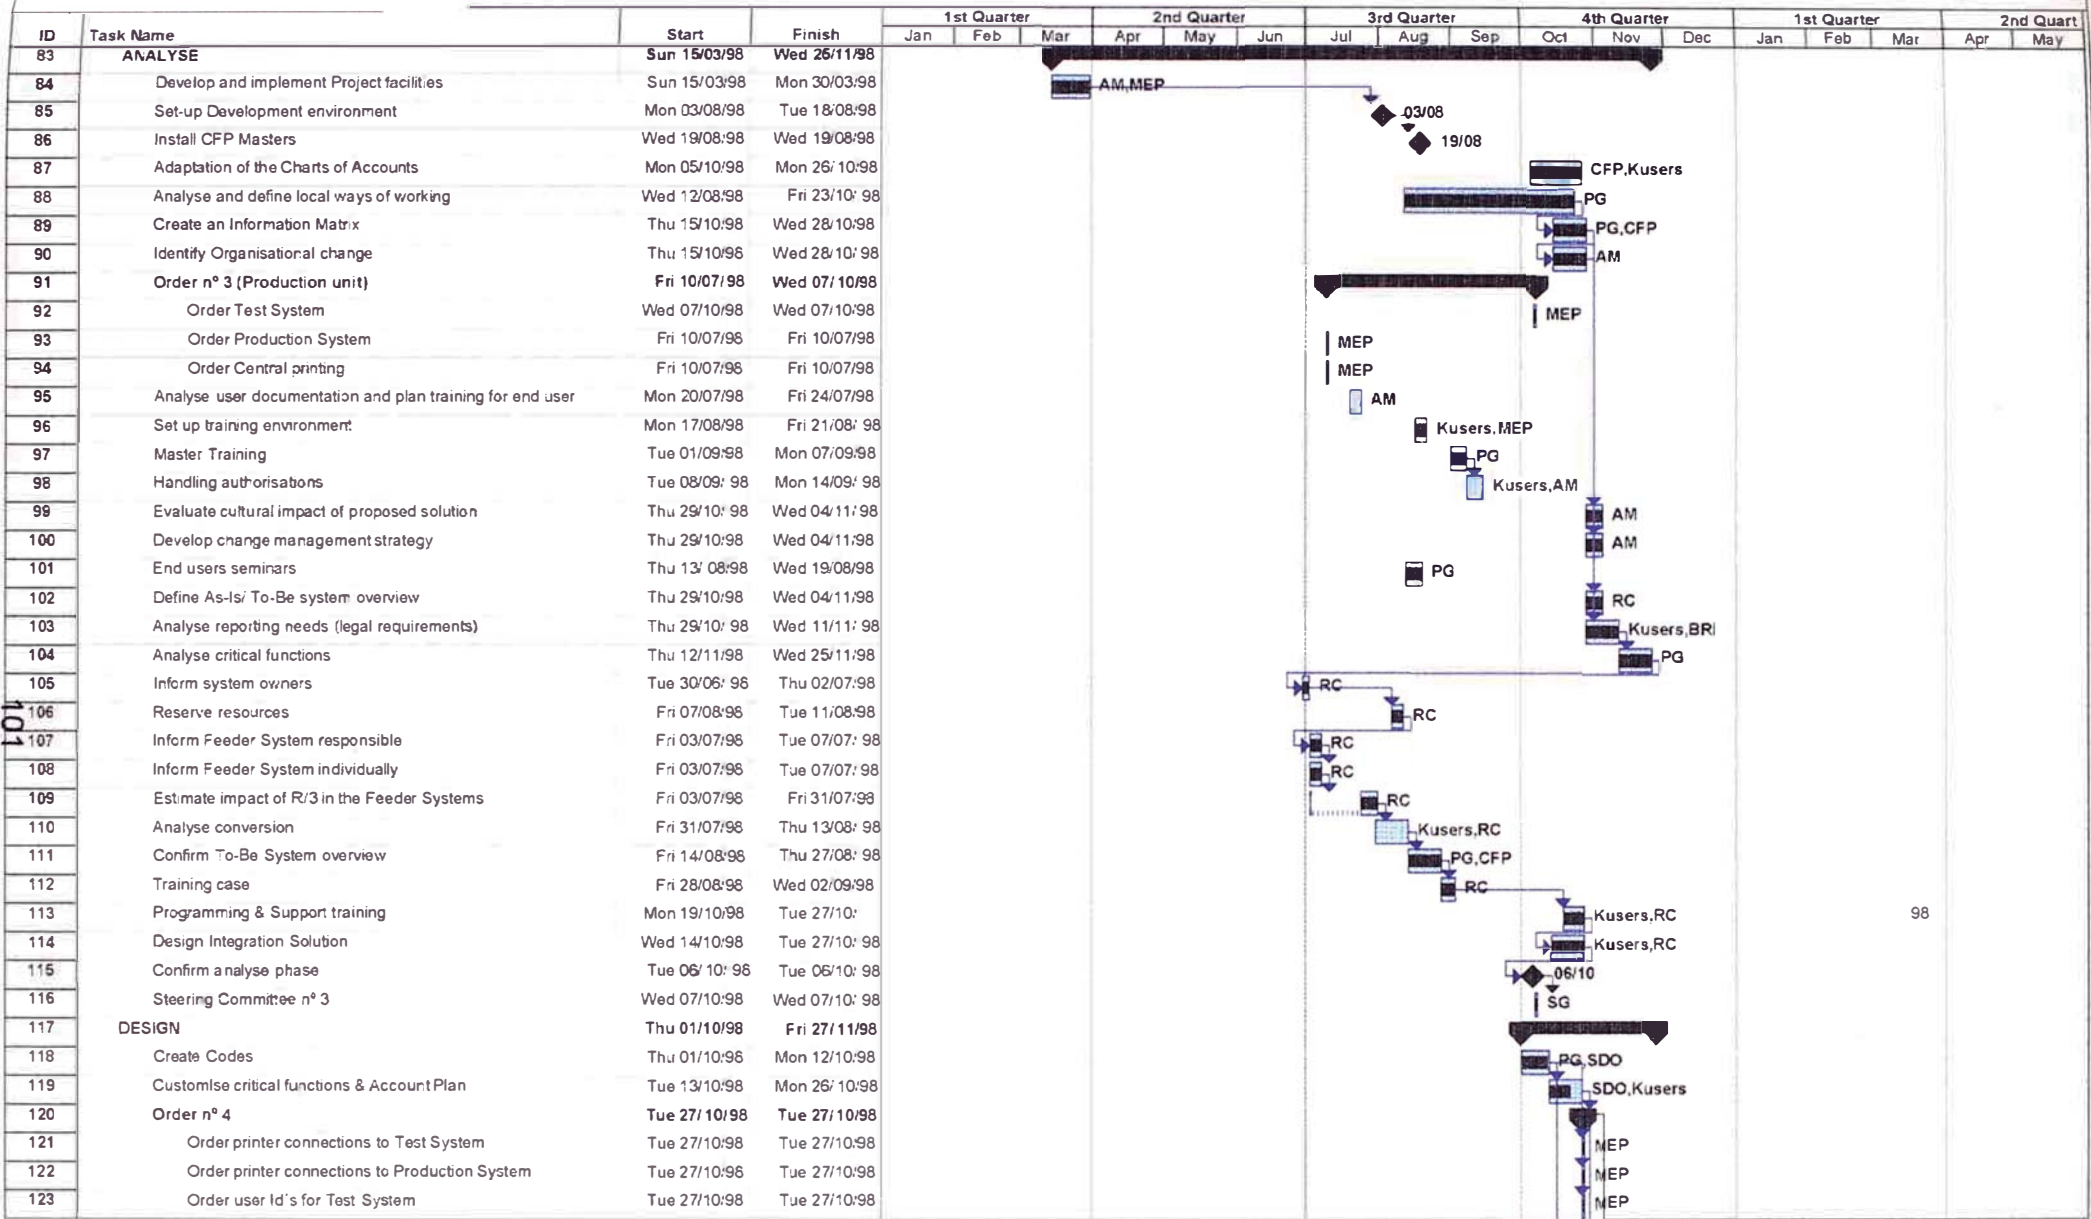 1st Quarter 2nd Quarter 3rd Quarter 4th Quarter 1st Quarter 2nd Quart
ID Task Name Start Finish Jan Feb Mar Apr May Jun Jul Aug Sep Oct Nov Dec Jan Feb Mar Apr May
83 ANALYSE Sun 15/03/98 Wed 25/11/98
84 Develop and implement Project facilities Sun 15/03/98 Mon 30/03/98 AM,MEP
85 Set-up Development environment Mon 03/08/98 Tue 18/08/98 03/08
86 Install CFP Masters Wed 19/08/98 Wed 19/08/98 19/08
87 Adaptation of the Charts of Accounts Mon 05/10/98 Mon 26/10/98 CFP,Kusers
88 Analyse and define local ways of working Wed 12/08/98 Fri 23/10/98 PG
89 Create an Information Matrix Thu 15/10/98 Wed 28/10/98 PG,CFP
90 Identify Organisational change Thu 15/10/98 Wed 28/10/98 AM
91 Order nº 3 (Production unit) Fri 10/07/98 Wed 07/10/98
92 Order Test System Wed 07/10/98 Wed 07/10/98 MEP
93 Order Production System Fri 10/07/98 Fri 10/07/98 MEP
94 Order Central printing Fri 10/07/98 Fri 10/07/98 MEP
95 Analyse user documentation and plan training for end user Mon 20/07/98 Fri 24/07/98 AM
96 Set up training environment Mon 17/08/98 Fri 21/08/98 Kusers,MEP
97 Master Training Tue 01/09/98 Mon 07/09/98 PG
98 Handling authorisations Tue 08/09/98 Mon 14/09/98 Kusers,AM
99 Evaluate cultural impact of proposed solution Thu 29/10/98 Wed 04/11/98 AM
100 Develop change management strategy Thu 29/10/98 Wed 04/11/98 AM
101 End users seminars Thu 13/08/98 Wed 19/08/98 PG
102 Define As-Is/ To-Be system overview Thu 29/10/98 Wed 04/11/98 RC
103 Analyse reporting needs (legal requirements) Thu 29/10/98 Wed 11/11/98 Kusers,BRI
104 Analyse critical functions Thu 12/11/98 Wed 25/11/98 PG
105 Inform system owners Tue 30/06/98 Thu 02/07/98 RC
106 Reserve resources Fri 07/08/98 Tue 11/08/98 RC
101
107 Inform Feeder System responsible Fri 03/07/98 Tue 07/07/98 RC
108 Inform Feeder System individually Fri 03/07/98 Tue 07/07/98 RC
109 Estimate impact of R/3 in the Feeder Systems Fri 03/07/98 Fri 31/07/98 RC
110 Analyse conversion Fri 31/07/98 Thu 13/08/98 Kusers,RC
111 Confirm To-Be System overview Fri 14/08/98 Thu 27/08/98 PG,CFP
112 Training case Fri 28/08/98 Wed 02/09/98 RC
113 Programming & Support training Mon 19/10/98 Tue 27/10/ Kusers,RC 98
114 Design Integration Solution Wed 14/10/98 Tue 27/10/98 Kusers,RC
115 Confirm analyse phase Tue 06/10/98 Tue 06/10/98 06/10
116 Steering Committee nº 3 Wed 07/10/98 Wed 07/10/98 SG
117 DESIGN Thu 01/10/98 Fri 27/11/98
118 Create Codes Thu 01/10/98 Mon 12/10/98 PG,SDO
119 Customise critical functions & Account Plan Tue 13/10/98 Mon 26/10/98 SDO,Kusers
120 Order nº 4 Tue 27/10/98 Tue 27/10/98
121 Order printer connections to Test System Tue 27/10/98 Tue 27/10/98 MEP
122 Order printer connections to Production System Tue 27/10/98 Tue 27/10/98 MEP
123 Order user Id´s for Test System Tue 27/10/98 Tue 27/10/98 MEP